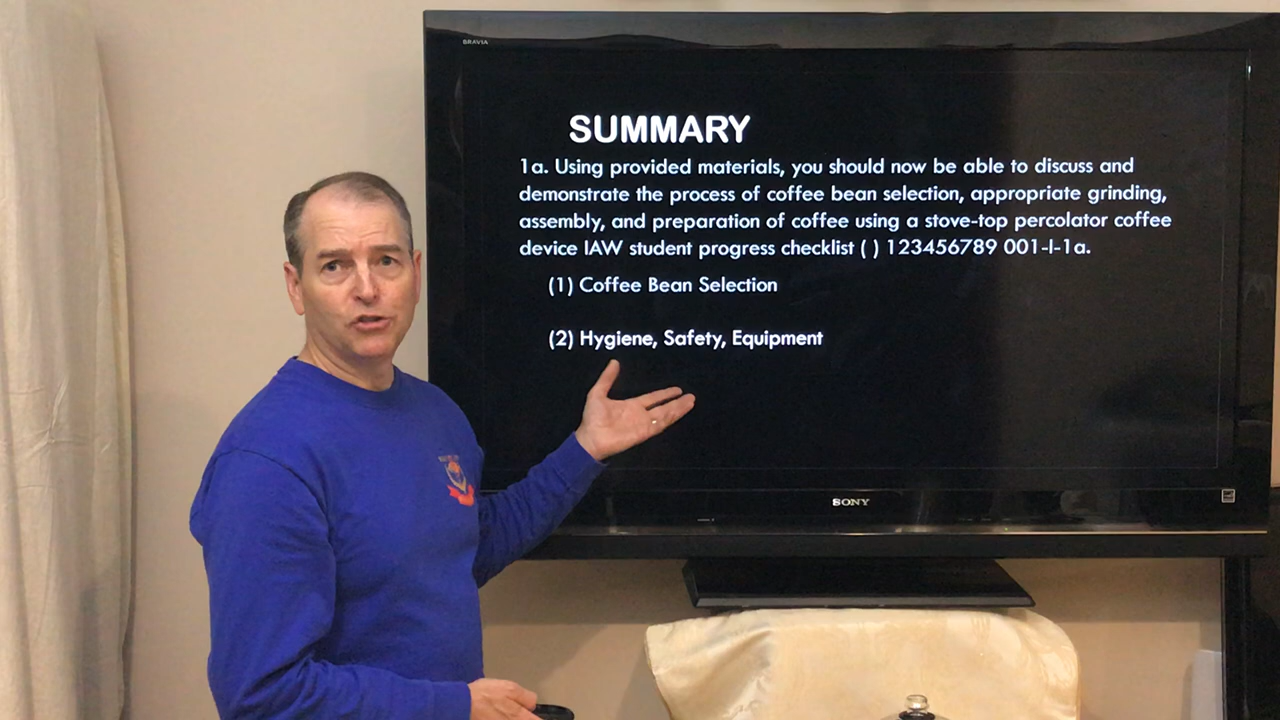 BRAVIA
SUMMARY
1a. Using provided materials, you should now be able to discuss and
demonstrate the process of coffee bean selection, appropriate grinding,
assembly, and preparation of coffee using a stove-top percolator coffee
device IAW student progress checklist ( ) 123456789 001-I-1a.
(1) Coffee Bean Selection
(2) Hygiene, Safety, Equipment
SONY